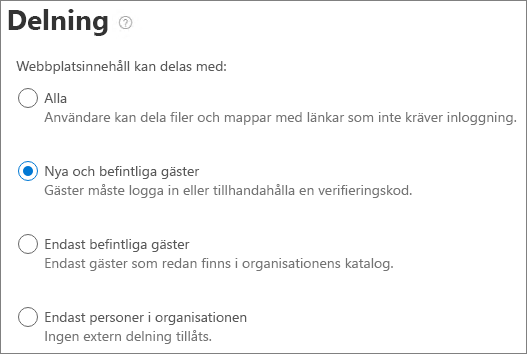 Delning
Webbplatsinnehåll kan delas med:
Alla
Användare kan dela filer och mappar med länkar som inte kräver inloggning.
Nya och befintliga gäster
Gäster måste logga in eller tillhandahålla en verifieringskod.
Endast befintliga gäster
Endast gäster som redan finns i organisationens katalog.
Endast personer i organisationen
Ingen extern delning tillåts.